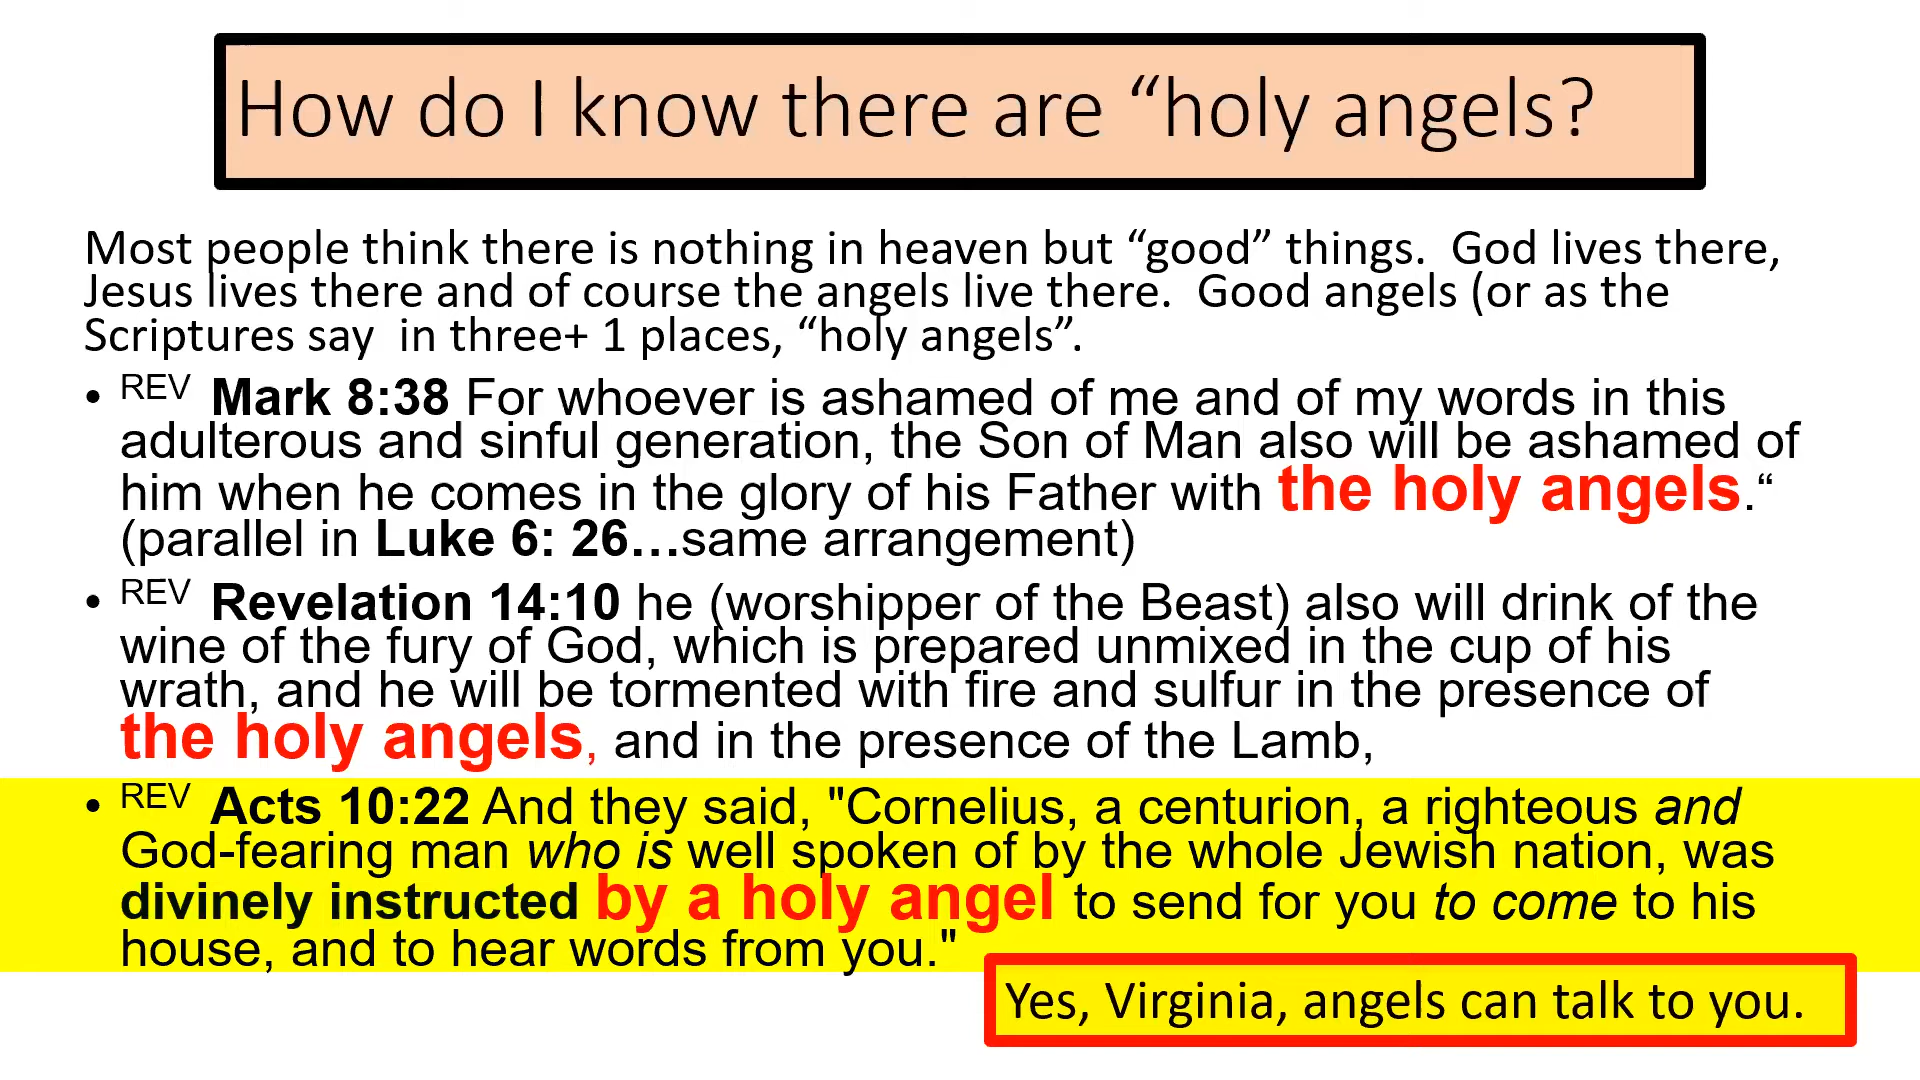 How do I know there are “holy angels?
Most people think there is nothing in heaven but “good” things.  God lives there,
Jesus lives there and of course the angels live there.  Good angels (or as the
Scriptures say  in three+ 1 places, “holy angels”.
• REV Mark 8:38 For whoever is ashamed of me and of my words in this
adulterous and sinful generation, the Son of Man also will be ashamed of
him when he comes in the glory of his Father with the holy angels.“
(parallel in Luke 6: 26…same arrangement)
• REV Revelation 14:10 he (worshipper of the Beast) also will drink of the
wine of the fury of God, which is prepared unmixed in the cup of his
wrath, and he will be tormented with fire and sulfur in the presence of
the holy angels, and in the presence of the Lamb,
• REV Acts 10:22 And they said, "Cornelius, a centurion, a righteous and
God-fearing man who is well spoken of by the whole Jewish nation, was
divinely instructed by a holy angel to send for you to come to his
house, and to hear words from you."
Yes, Virginia, angels can talk to you.